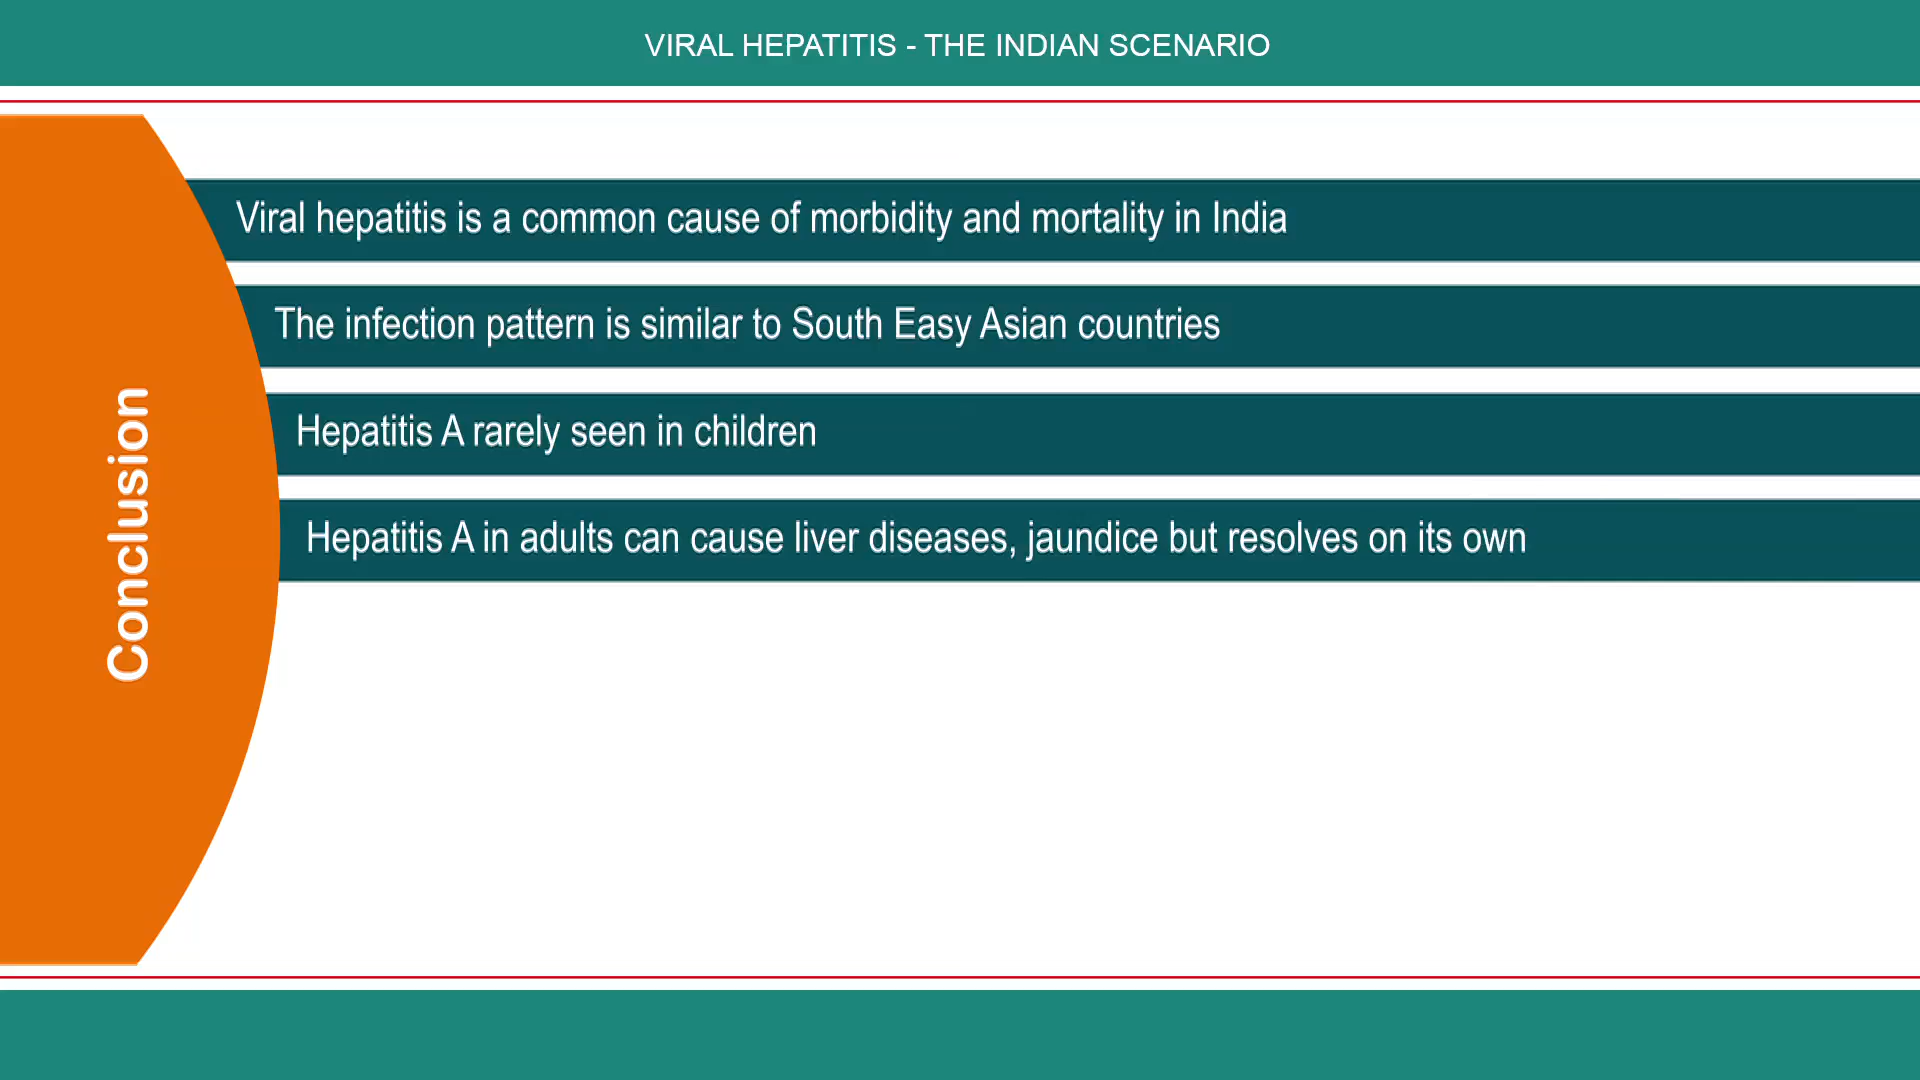 VIRAL HEPATITIS - THE INDIAN SCENARIO
Conclusion
Viral hepatitis is a common cause of morbidity and mortality in India
The infection pattern is similar to South Easy Asian countries
Hepatitis A rarely seen in children
Hepatitis A in adults can cause liver diseases, jaundice but resolves on its own